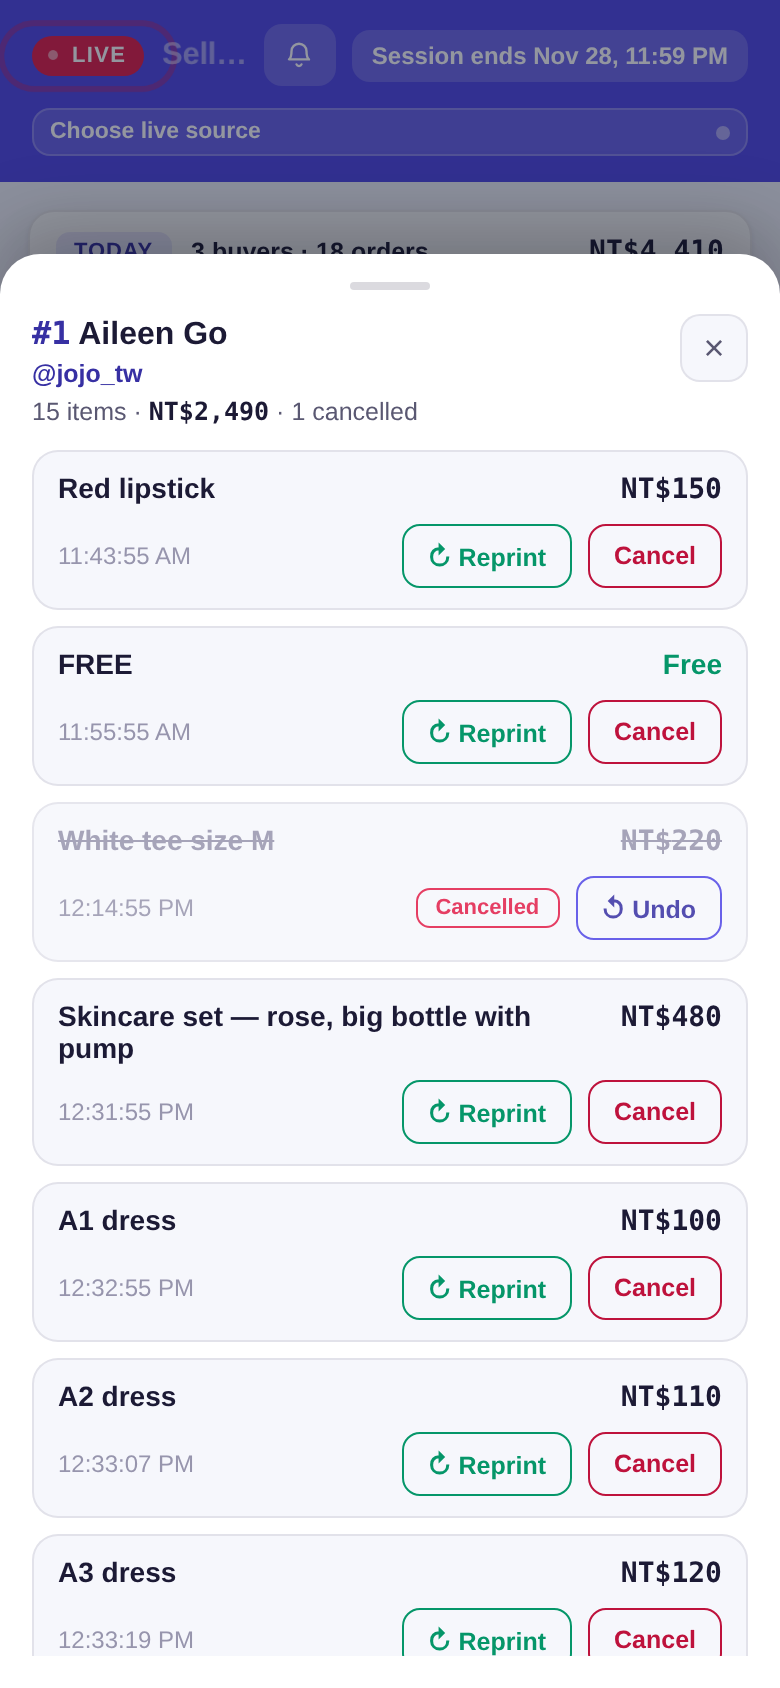 LIVE
Sell…
Session ends Nov 28, 11:59 PM
Choose live source
TODAY
3 buyers · 18 orders
NT$4,410
#1 Aileen Go
@jojo_tw
15 items · NT$2,490 · 1 cancelled
×
Red lipstick
NT$150
11:43:55 AM
Reprint
Cancel
FREE
Free
11:55:55 AM
Reprint
Cancel
White tee size M
NT$220
12:14:55 PM
Cancelled
Undo
Skincare set — rose, big bottle with
pump
NT$480
12:31:55 PM
Reprint
Cancel
A1 dress
NT$100
12:32:55 PM
Reprint
Cancel
A2 dress
NT$110
12:33:07 PM
Reprint
Cancel
A3 dress
NT$120
12:33:19 PM
Reprint
Cancel